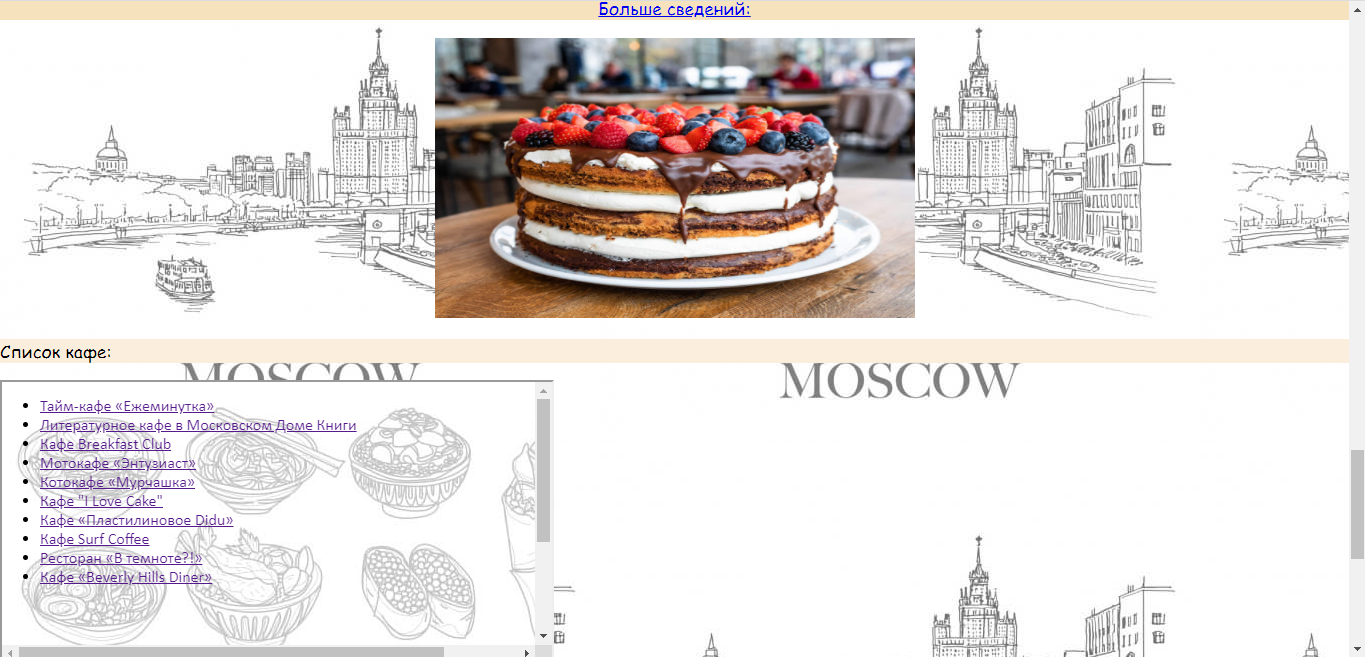 Больше сведений:
Список кафе:
MOSCOW
MOSCOW
Тайм-кафе «Ежеминутка»
Литературное кафе в Московском Доме Книги
Кафе Breakfast Club
Мотокафе «Энтузиаст»
Котокафе «Мурчашка»
Кафе "I Love Cake"
Кафе «Пластилиновое Didu»
Кафе Surf Coffee
Ресторан «В темноте?!»
Кафе «Beverly Hills Diner»